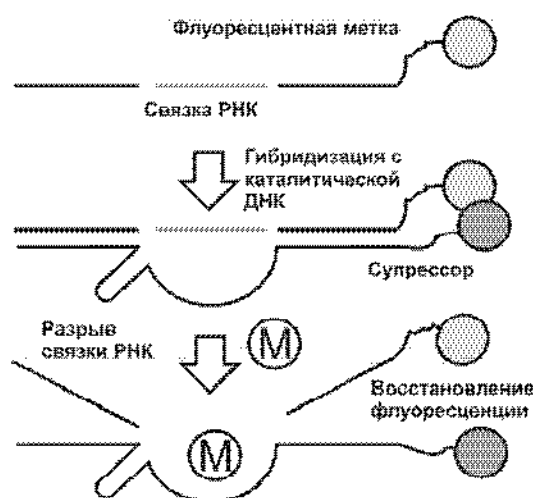 Флуоресцентная метка
Связка РНК
Гибридизация с
каталитической
ДНК
Супрессор
Разрыв
связки РНК
М
Восстановление
флуоресценции
М